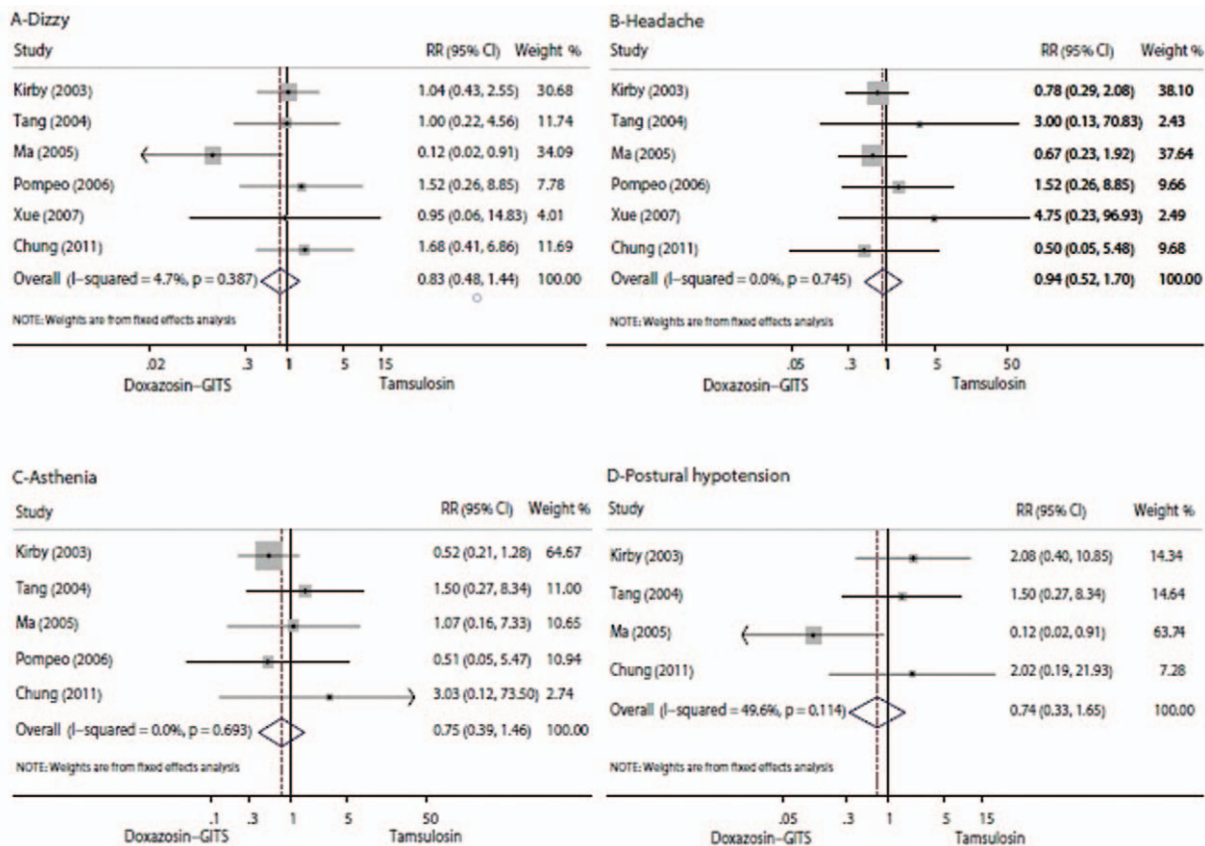 A-Dizzy
Study RR (95% CI) Weight %
Kirby (2003) 1.04 (0.43, 2.55) 30.68
Tang (2004) 1.00 (0.22, 4.56) 11.74
Ma (2005) 0.12 (0.02, 0.91) 34.09
Pompeo (2006) 1.52 (0.26, 8.85) 7.78
Xue (2007) 0.95 (0.06, 14.83) 4.01
Chung (2011) 1.68 (0.41, 6.86) 11.69
Overall (I-squared = 4.7%, p = 0.387) 0.83 (0.48, 1.44) 100.00
NOTE: Weights are from fixed effects analysis
.02 .3 1 5 15
Doxazosin-GITS Tamsulosin
B-Headache
Study RR (95% CI) Weight %
Kirby (2003) 0.78 (0.29, 2.08) 38.10
Tang (2004) 3.00 (0.13, 70.83) 2.43
Ma (2005) 0.67 (0.23, 1.92) 37.64
Pompeo (2006) 1.52 (0.26, 8.85) 9.66
Xue (2007) 4.75 (0.23, 96.93) 2.49
Chung (2011) 0.50 (0.05, 5.48) 9.68
Overall (I-squared = 0.0%, p = 0.745) 0.94 (0.52, 1.70) 100.00
NOTE: Weights are from fixed effects analysis
.05 .3 1 5 50
Doxazosin-GITS Tamsulosin
C-Asthenia
Study RR (95% CI) Weight %
Kirby (2003) 0.52 (0.21, 1.28) 64.67
Tang (2004) 1.50 (0.27, 8.34) 11.00
Ma (2005) 1.07 (0.16, 7.33) 10.65
Pompeo (2006) 0.51 (0.05, 5.47) 10.94
Chung (2011) 3.03 (0.12, 73.50) 2.74
Overall (I-squared = 0.0%, p = 0.693) 0.75 (0.39, 1.46) 100.00
NOTE: Weights are from fixed effects analysis
0.1 .3 1 5 50
Doxazosin-GITS Tamsulosin
D-Postural hypotension
Study RR (95% CI) Weight %
Kirby (2003) 2.08 (0.40, 10.85) 14.34
Tang (2004) 1.50 (0.27, 8.34) 14.64
Ma (2005) 0.12 (0.02, 0.91) 63.74
Chung (2011) 2.02 (0.19, 21.93) 7.28
Overall (I-squared = 49.6%, p = 0.114) 0.74 (0.33, 1.65) 100.00
NOTE: Weights are from fixed effects analysis
.05 .3 1 5 15
Doxazosin-GITS Tamsulosin